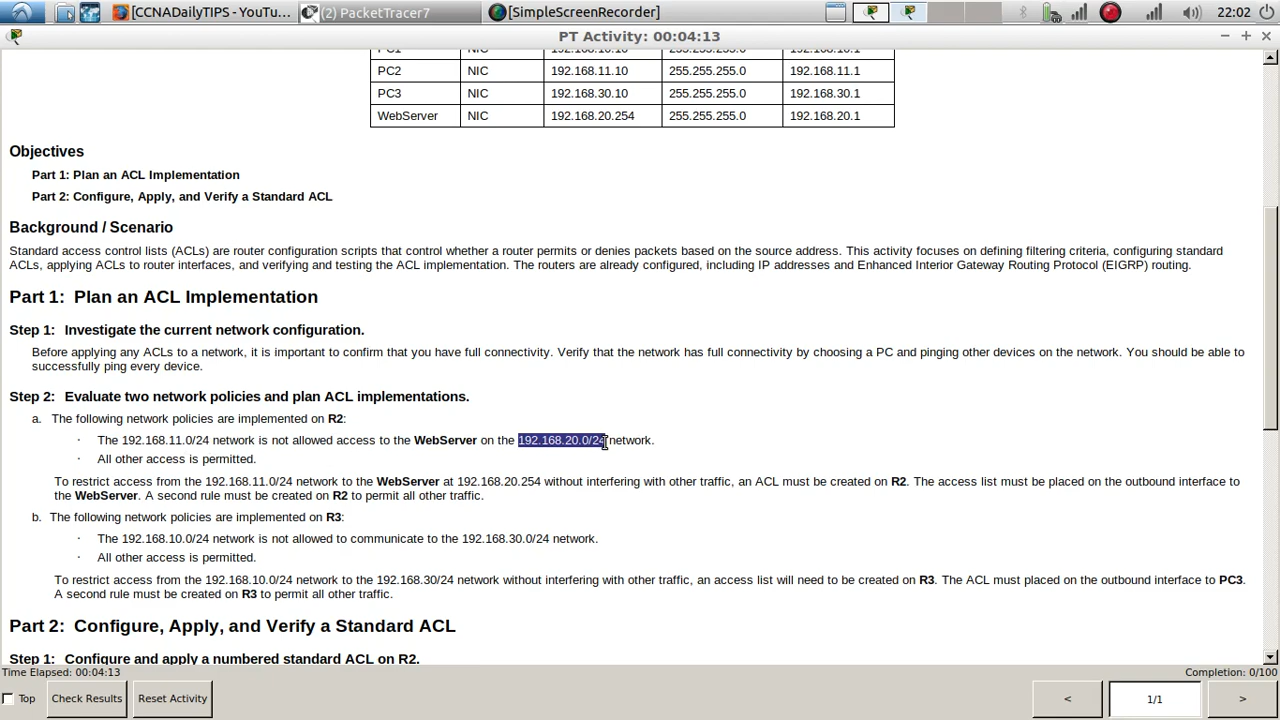 [CCNADailyTIPS - YouTu...
(2) PacketTracer7
[SimpleScreenRecorder]
22:02
PT Activity: 00:04:13
PC1 NIC 192.168.10.10 255.255.255.0 192.168.10.1
PC2 NIC 192.168.11.10 255.255.255.0 192.168.11.1
PC3 NIC 192.168.30.10 255.255.255.0 192.168.30.1
WebServer NIC 192.168.20.254 255.255.255.0 192.168.20.1
Objectives
Part 1: Plan an ACL Implementation
Part 2: Configure, Apply, and Verify a Standard ACL
Background / Scenario
Standard access control lists (ACLs) are router configuration scripts that control whether a router permits or denies packets based on the source address. This activity focuses on defining filtering criteria, configuring standard
ACLs, applying ACLs to router interfaces, and verifying and testing the ACL implementation. The routers are already configured, including IP addresses and Enhanced Interior Gateway Routing Protocol (EIGRP) routing.
Part 1: Plan an ACL Implementation
Step 1: Investigate the current network configuration.
Before applying any ACLs to a network, it is important to confirm that you have full connectivity. Verify that the network has full connectivity by choosing a PC and pinging other devices on the network. You should be able to
successfully ping every device.
Step 2: Evaluate two network policies and plan ACL implementations.
a. The following network policies are implemented on R2:
· The 192.168.11.0/24 network is not allowed access to the WebServer on the 192.168.20.0/24 network.
· All other access is permitted.
To restrict access from the 192.168.11.0/24 network to the WebServer at 192.168.20.254 without interfering with other traffic, an ACL must be created on R2. The access list must be placed on the outbound interface to
the WebServer. A second rule must be created on R2 to permit all other traffic.
b. The following network policies are implemented on R3:
· The 192.168.10.0/24 network is not allowed to communicate to the 192.168.30.0/24 network.
· All other access is permitted.
To restrict access from the 192.168.10.0/24 network to the 192.168.30/24 network without interfering with other traffic, an access list will need to be created on R3. The ACL must placed on the outbound interface to PC3.
A second rule must be created on R3 to permit all other traffic.
Part 2: Configure, Apply, and Verify a Standard ACL
Step 1: Configure and apply a numbered standard ACL on R2.
Time Elapsed: 00:04:13 Completion: 0/100
Top Check Results Reset Activity < 1/1 >